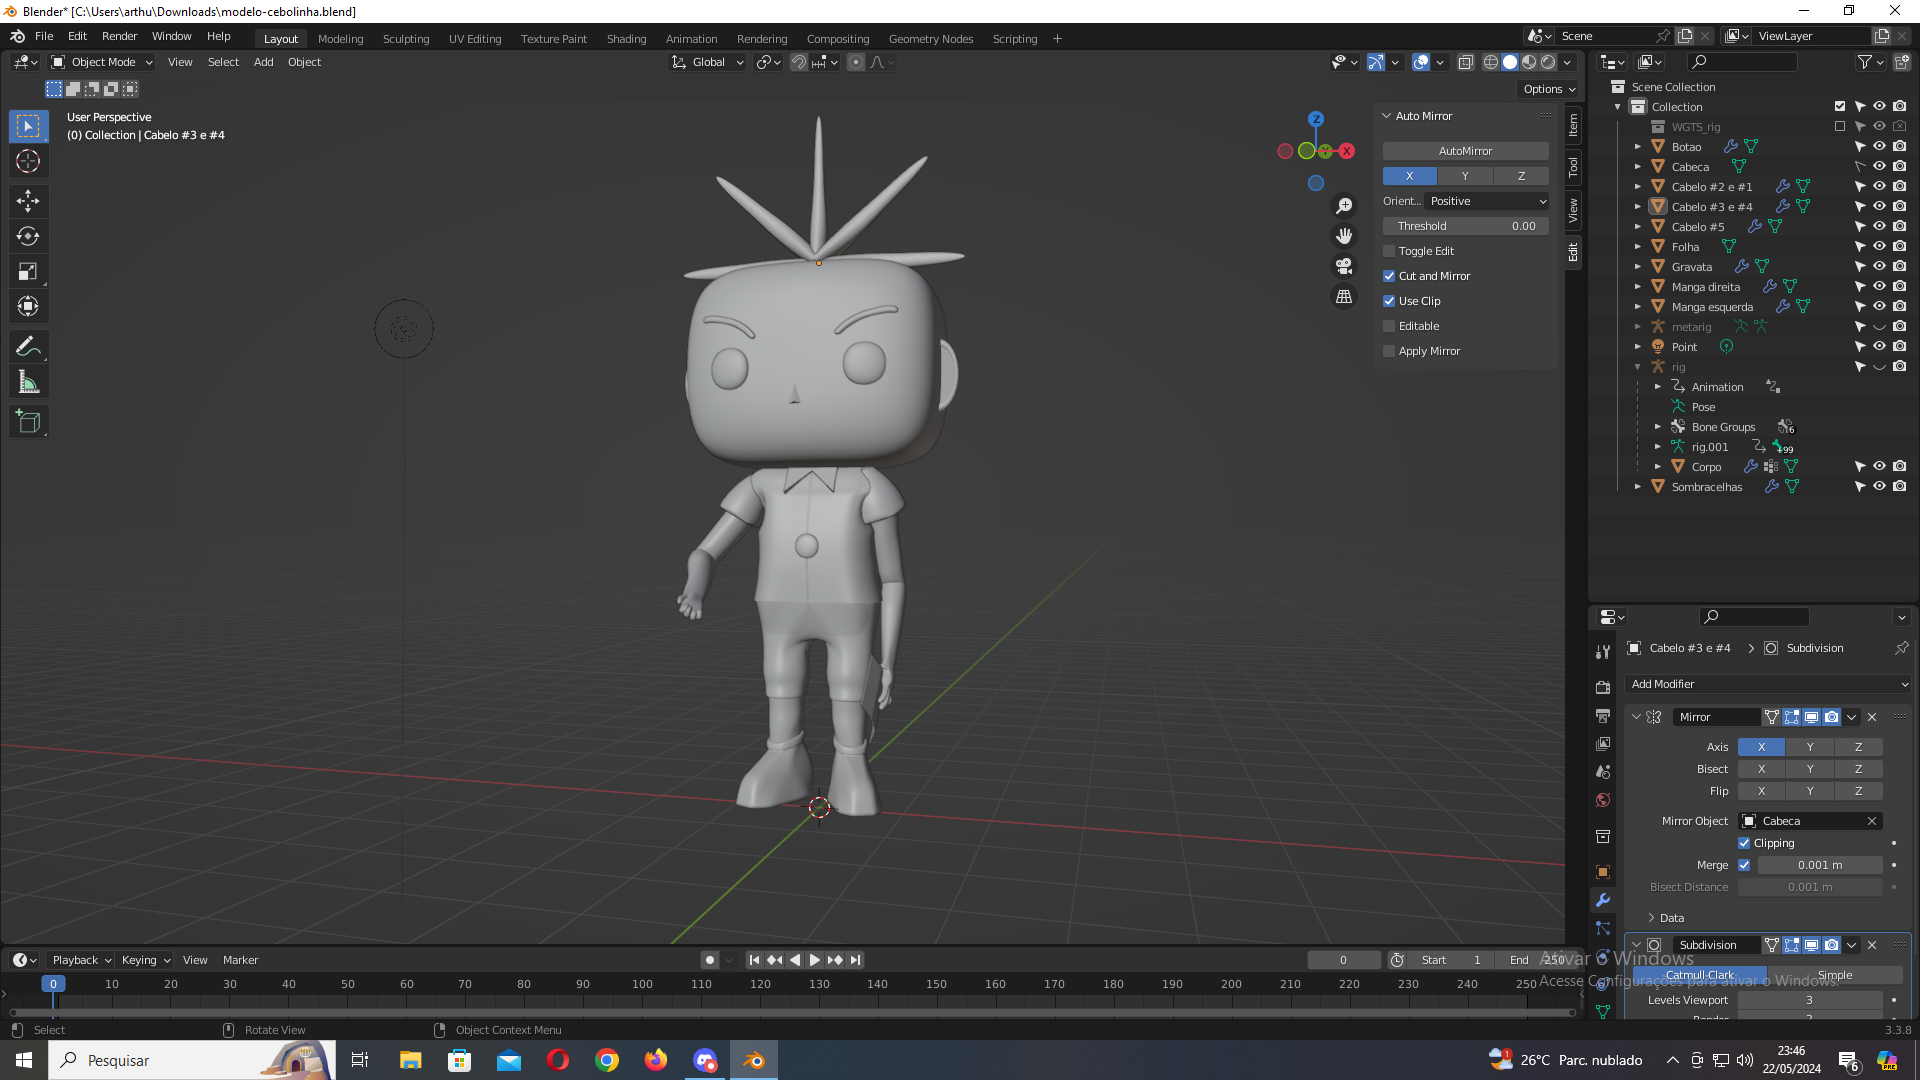 Blender* [C:\Users\arthu\Downloads\modelo-cebolinha.blend]
File Edit Render Window Help Layout Modeling Sculpting UV Editing Texture Paint Shading Animation Rendering Compositing Geometry Nodes Scripting + Scene ViewLayer
Object Mode View Select Add Object Global
Options
User Perspective
(0) Collection | Cabelo #3 e #4
Z
Y
X
Auto Mirror
AutoMirror
X Y Z
Orient... Positive
Threshold 0.00
Toggle Edit
Cut and Mirror
Use Clip
Editable
Apply Mirror
Item
Tool
View
Edit
Scene Collection
Collection
WGTS_rig
Botao
Cabeca
Cabelo #2 e #1
Cabelo #3 e #4
Cabelo #5
Folha
Gravata
Manga direita
Manga esquerda
metarig
Point
rig
Animation
Pose
Bone Groups 6
rig.001 +99
Corpo
Sombracelhas
Cabelo #3 e #4 > Subdivision
Add Modifier
Mirror
Axis X Y Z
Bisect X Y Z
Flip X Y Z
Mirror Object Cabeca
Clipping
Merge 0.001 m
Bisect Distance 0.001 m
Data
Subdivision
Catmull-Clark Simple
Levels Viewport 3
Ativar o Windows
Acesse Configurações para ativar o Windows.
Playback Keying View Marker 0 Start 1 End 250
0 10 20 30 40 50 60 70 80 90 100 110 120 130 140 150 160 170 180 190 200 210 220 230 240 250
Select Rotate View Object Context Menu 3.3.8
Pesquisar 1 26°C Parc. nublado 23:46
22/05/2024 6 PRE